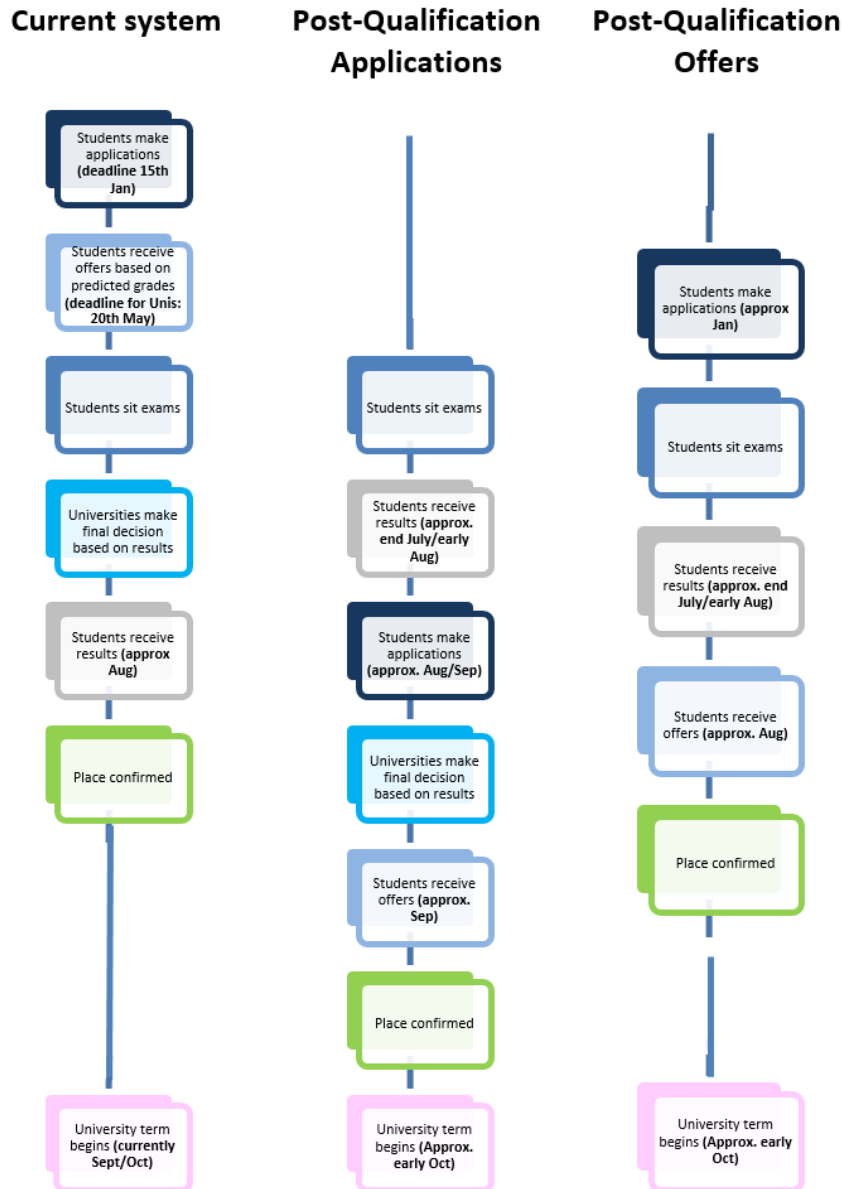 Current system
Post-Qualification
Applications
Post-Qualification
Offers
Students make
applications
(deadline 15th
Jan)
Students receive
offers based on
predicted grades
(deadline for Unis:
20th May)
Students sit exams
Universities make
final decision
based on results
Students receive
results (approx
Aug)
Place confirmed
University term
begins (currently
Sept/Oct)
Students sit exams
Students receive
results (approx.
end July/early
Aug)
Students make
applications
(approx. Aug/Sep)
Universities make
final decision
based on results
Students receive
offers (approx.
Sep)
Place confirmed
University term
begins (Approx.
early Oct)
Students make
applications (approx
Jan)
Students sit exams
Students receive
results (approx. end
July/early Aug)
Students receive
offers (approx. Aug)
Place confirmed
University term
begins (Approx. early
Oct)